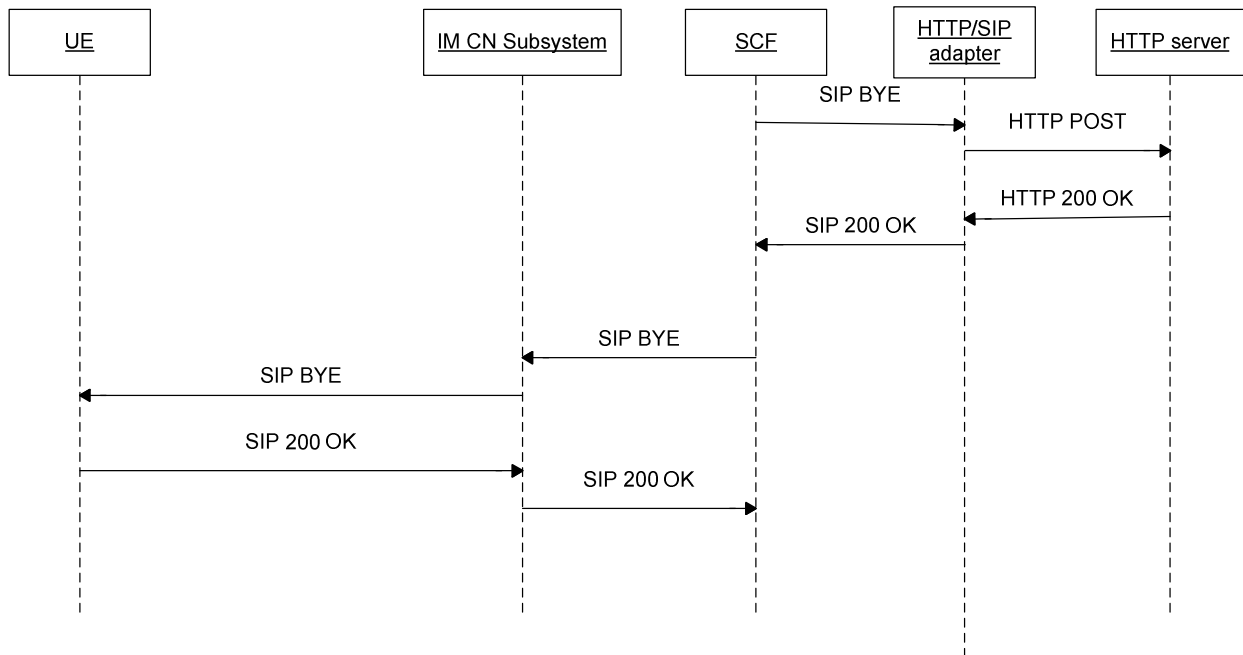 UE
IM CN Subsystem
SCF
HTTP/SIP
adapter
HTTP server
SIP BYE
HTTP POST
HTTP 200 OK
SIP 200 OK
SIP BYE
SIP BYE
SIP 200 OK
SIP 200 OK